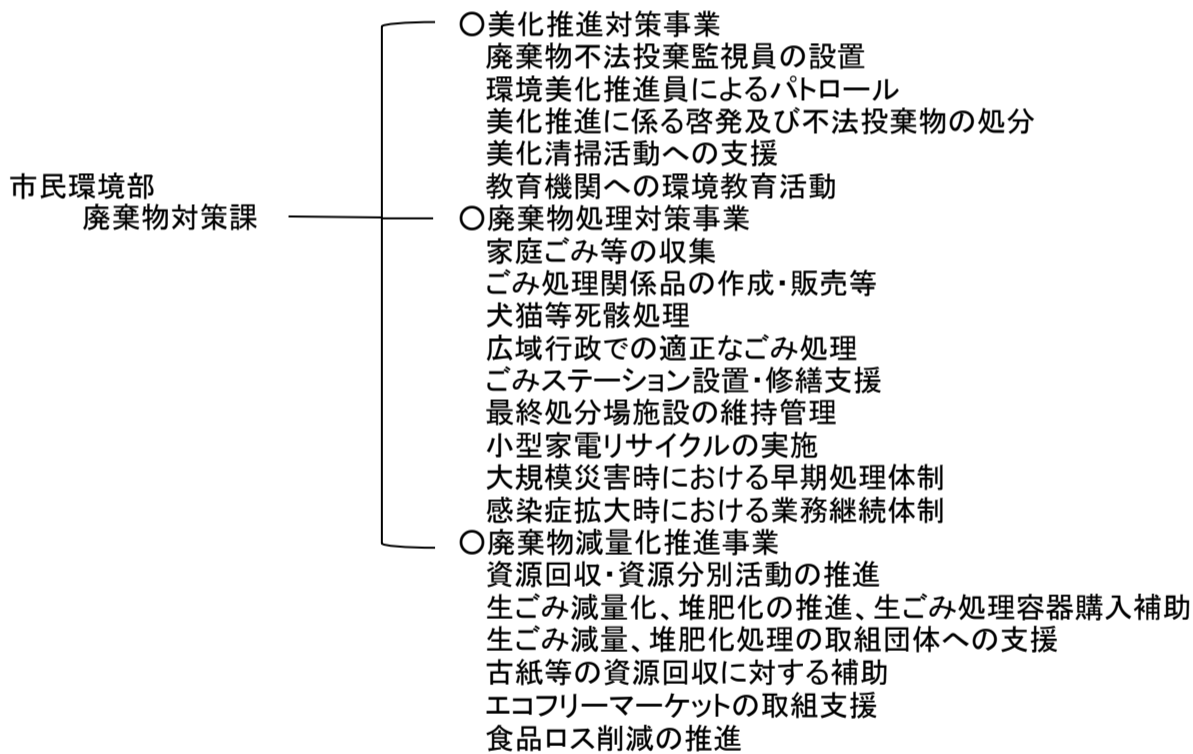 市民環境部
廃棄物対策課
〇美化推進対策事業
廃棄物不法投棄監視員の設置
環境美化推進員によるパトロール
美化推進に係る啓発及び不法投棄物の処分
美化清掃活動への支援
教育機関への環境教育活動
〇廃棄物処理対策事業
家庭ごみ等の収集
ごみ処理関係品の作成・販売等
犬猫等死骸処理
広域行政での適正なごみ処理
ごみステーション設置・修繕支援
最終処分場施設の維持管理
小型家電リサイクルの実施
大規模災害時における早期処理体制
感染症拡大時における業務継続体制
〇廃棄物減量化推進事業
資源回収・資源分別活動の推進
生ごみ減量化、堆肥化の推進、生ごみ処理容器購入補助
生ごみ減量、堆肥化処理の取組団体への支援
古紙等の資源回収に対する補助
エコフリーマーケットの取組支援
食品ロス削減の推進